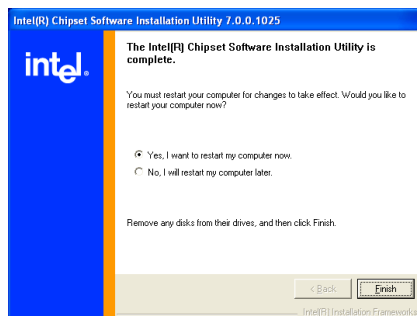 Intel(R) Chipset Software Installation Utility 7.0.0.1025
intel.
The Intel(R) Chipset Software Installation Utility is
complete.
You must restart your computer for changes to take effect. Would you like to
restart your computer now?
Yes, I want to restart my computer now.
No, I will restart my computer later.
Remove any disks from their drives, and then click Finish.
< Back
Finish
Intel(R) Installation Frameworks